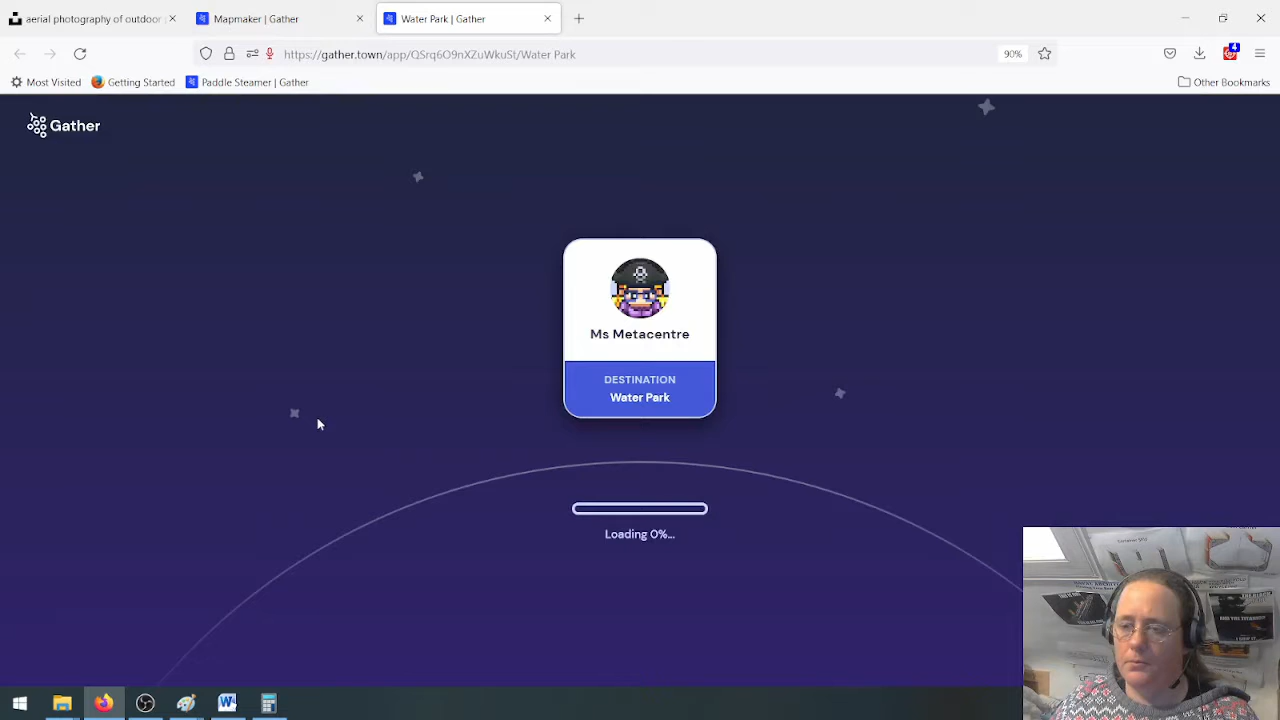 aerial photography of outdoor
Mapmaker | Gather
Water Park | Gather
https://gather.town/app/QSrq6O9nXZuWkuSt/Water Park
90%
4
Most Visited
Getting Started
Paddle Steamer | Gather
Other Bookmarks
Gather
Ms Metacentre
DESTINATION
Water Park
Loading 0%...